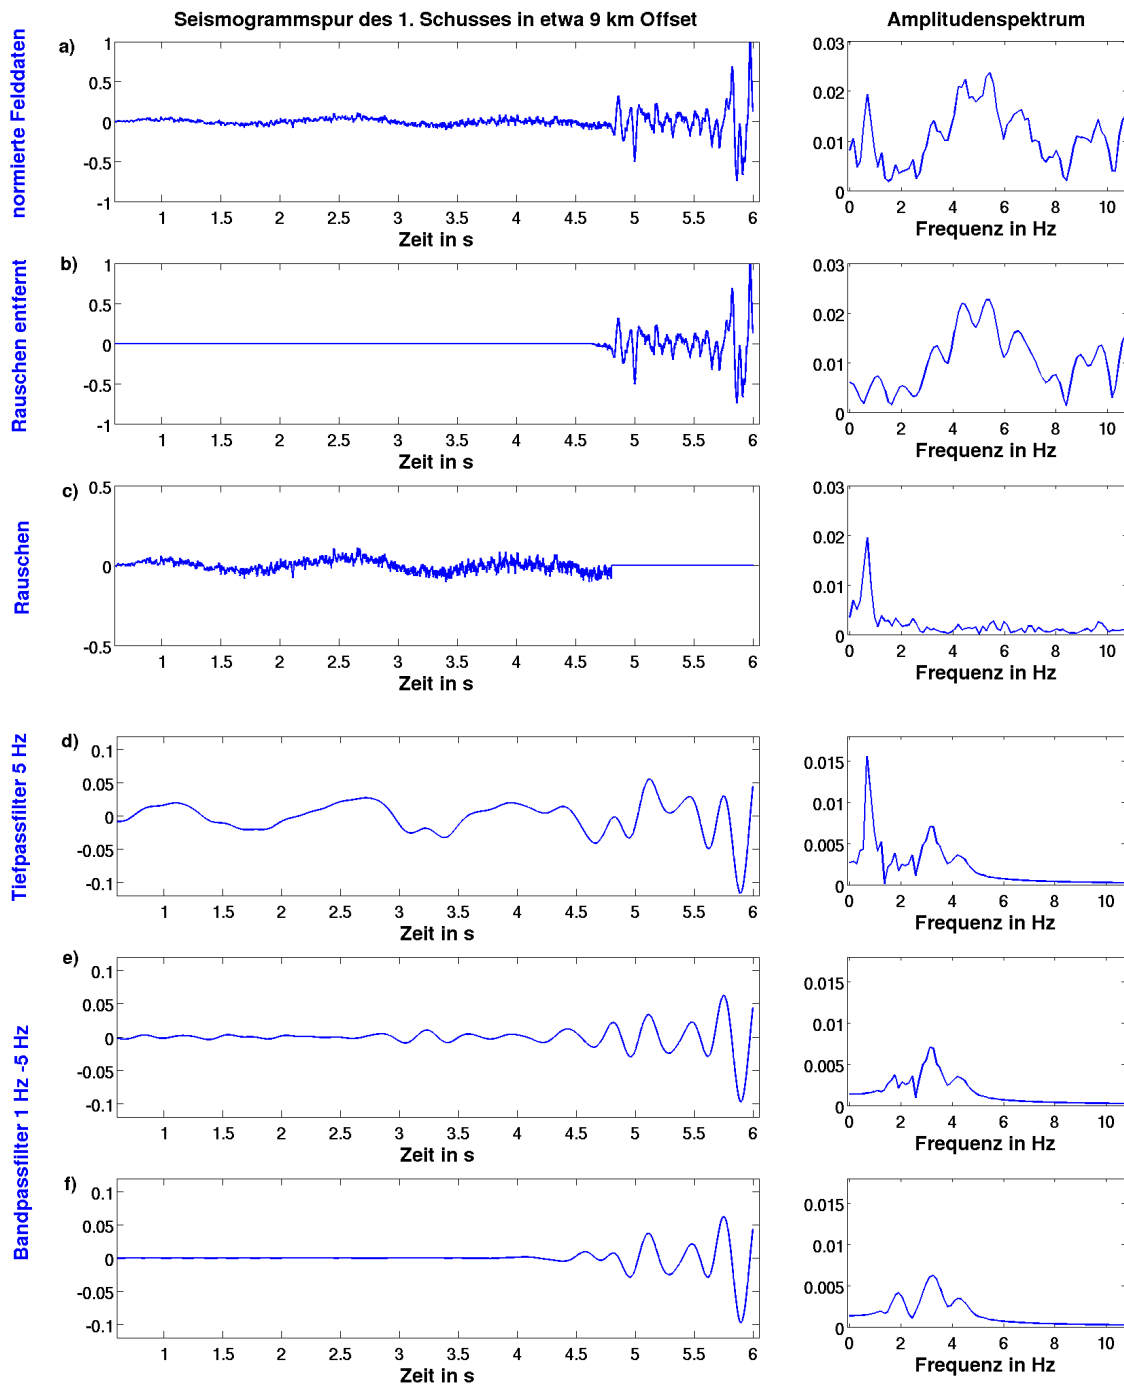 Seismogrammspur des 1. Schusses in etwa 9 km Offset
Amplitudenspektrum
normierte Felddaten
a)
1
0.5
0
-0.5
-1
1 1.5 2 2.5 3 3.5 4 4.5 5 5.5 6
Zeit in s
0.03
0.02
0.01
0
0 2 4 6 8 10
Frequenz in Hz
Rauschen entfernt
b)
1
0.5
0
-0.5
-1
1 1.5 2 2.5 3 3.5 4 4.5 5 5.5 6
Zeit in s
0.03
0.02
0.01
0
0 2 4 6 8 10
Frequenz in Hz
Rauschen
c)
0.5
0
-0.5
1 1.5 2 2.5 3 3.5 4 4.5 5 5.5 6
Zeit in s
0.03
0.02
0.01
0
0 2 4 6 8 10
Frequenz in Hz
Tiefpassfilter 5 Hz
d)
0.1
0.05
0
-0.05
-0.1
1 1.5 2 2.5 3 3.5 4 4.5 5 5.5 6
Zeit in s
0.015
0.01
0.005
0
0 2 4 6 8 10
Frequenz in Hz
Bandpassfilter 1 Hz -5 Hz
e)
0.1
0.05
0
-0.05
-0.1
1 1.5 2 2.5 3 3.5 4 4.5 5 5.5 6
Zeit in s
0.015
0.01
0.005
0
0 2 4 6 8 10
Frequenz in Hz
f)
0.1
0.05
0
-0.05
-0.1
1 1.5 2 2.5 3 3.5 4 4.5 5 5.5 6
Zeit in s
0.015
0.01
0.005
0
0 2 4 6 8 10
Frequenz in Hz